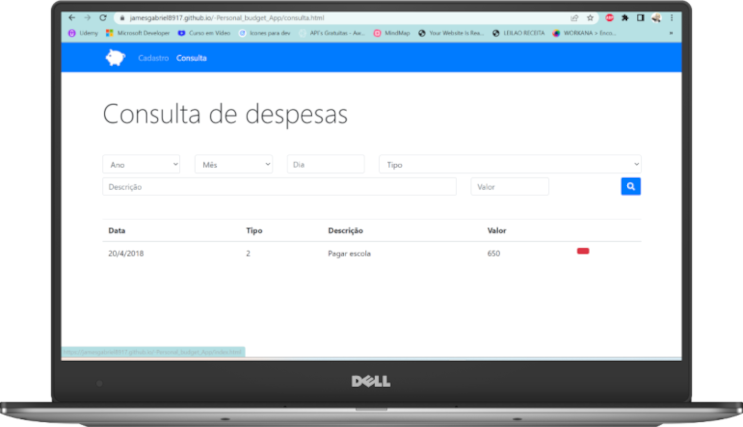 jamesgabriel8917.github.io/-Personal_budget_App/consulta.html
Udemy Microsoft Developer Curso em Vídeo Icones para dev API's Gratuitas - Aw... MindMap Your Website Is Rea... LEILAO RECEITA WORKANA + Enco... »
Cadastro Consulta
Consulta de despesas
Ano Mês Dia Tipo
Descrição Valor
Data Tipo Descrição Valor
20/4/2018 2 Pagar escola 650
DELL